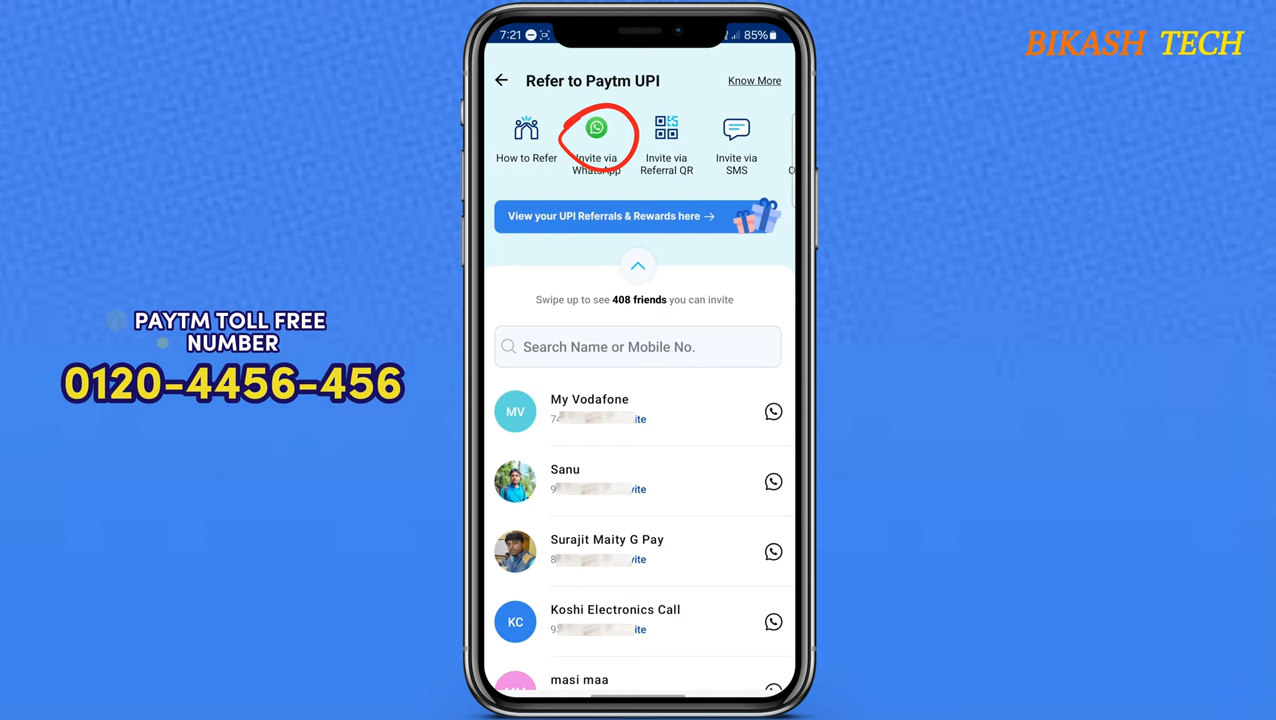 BIKASH TECH
7:21
85%
Refer to Paytm UPI
Know More
How to Refer
Invite via
WhatsApp
Invite via
Referral QR
Invite via
SMS
View your UPI Referrals & Rewards here →
Swipe up to see 408 friends you can invite
Search Name or Mobile No.
PAYTM TOLL FREE
NUMBER
0120-4456-456
MV
My Vodafone
Sanu
Surajit Maity G Pay
KC
Koshi Electronics Call
masi maa